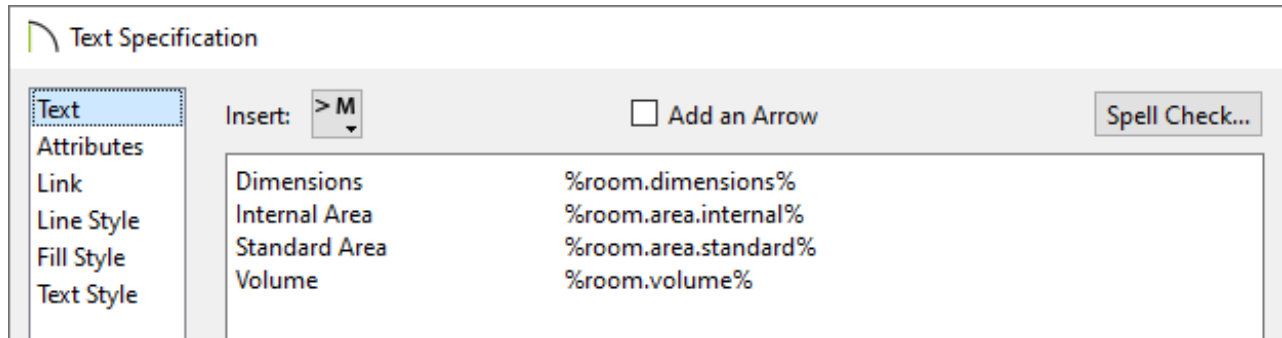 Text Specification
Text
Attributes
Link
Line Style
Fill Style
Text Style
Insert: > M Add an Arrow Spell Check...
Dimensions %room.dimensions%
Internal Area %room.area.internal%
Standard Area %room.area.standard%
Volume %room.volume%